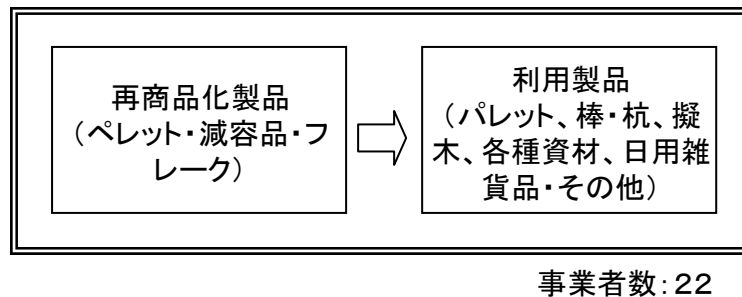 再商品化製品
(ペレット・減容品・フ
レーク)
利用製品
(パレット、棒・杭、擬
木、各種資材、日用雑
貨品・その他)
事業者数:22